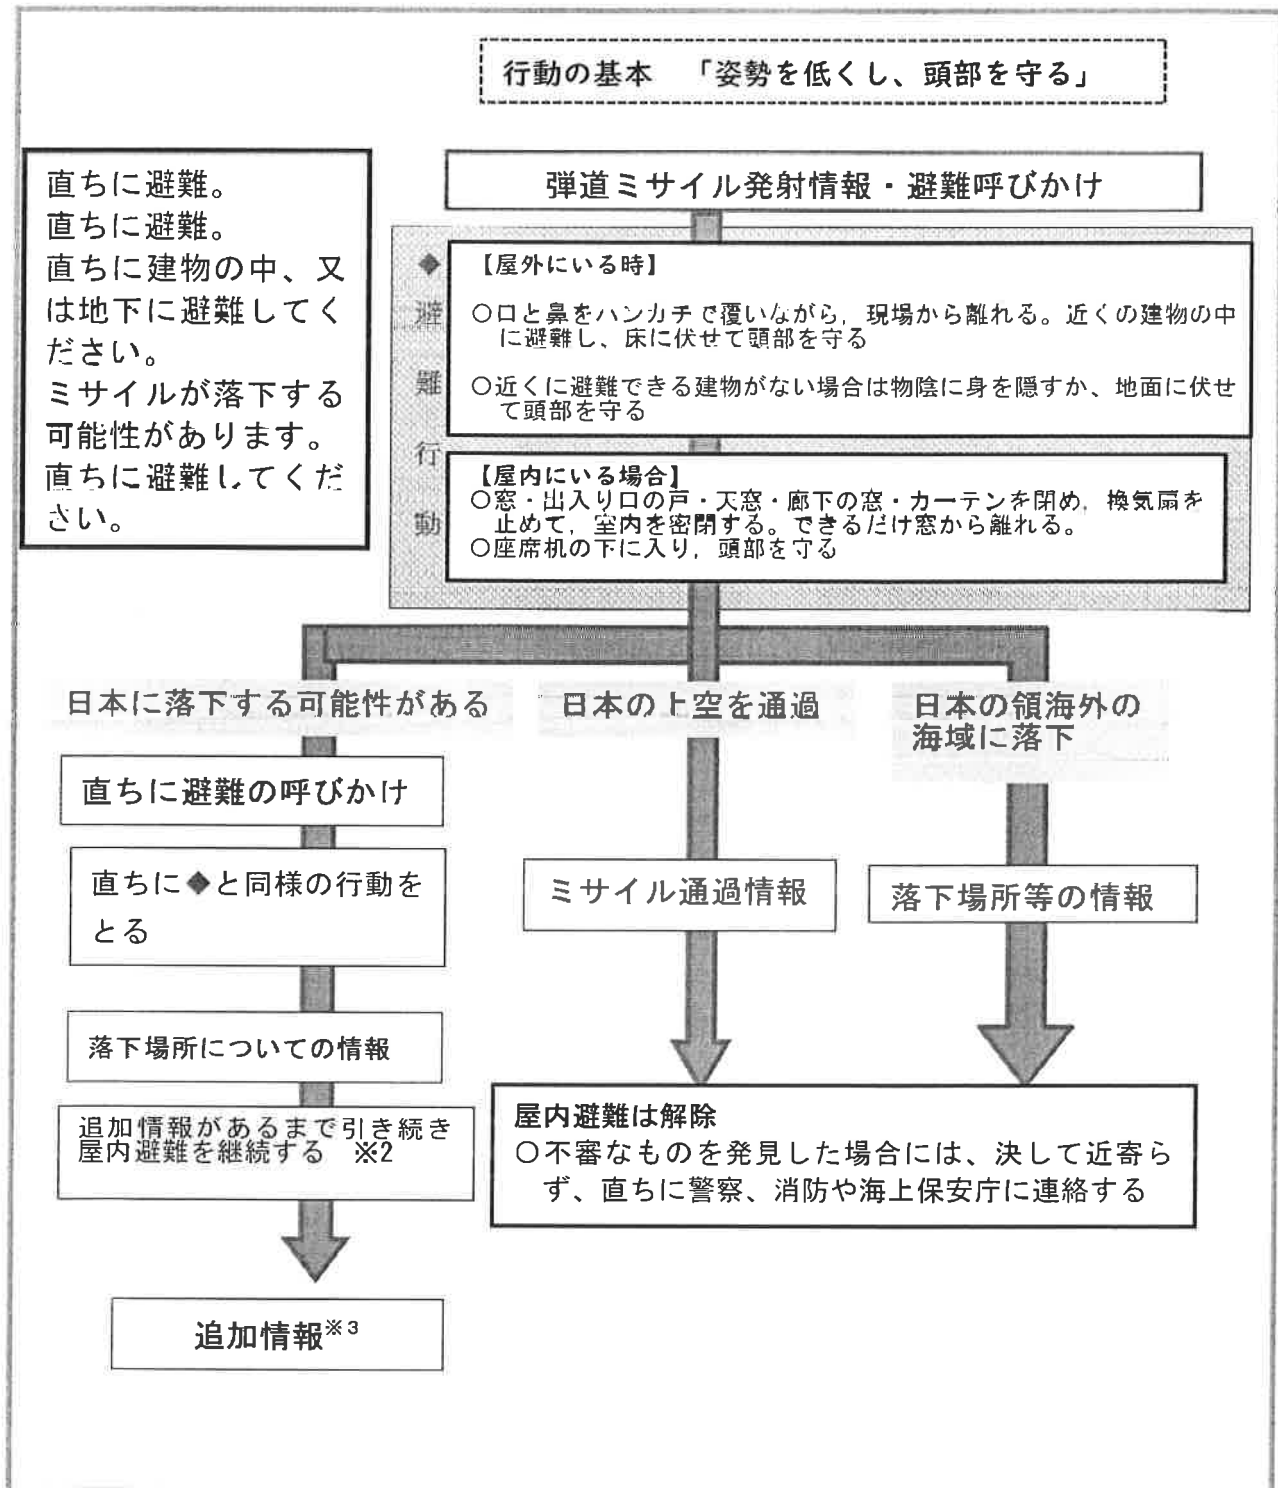 行動の基本　「姿勢を低くし、頭部を守る」
直ちに避難。
直ちに避難。
直ちに建物の中、又
は地下に避難してく
ださい。
ミサイルが落下する
可能性があります。
直ちに避難してくだ
さい。
弾道ミサイル発射情報・避難呼びかけ
◆避難行動
【屋外にいる時】
○口と鼻をハンカチで覆いながら，現場から離れる。近くの建物の中
に避難し、床に伏せて頭部を守る
○近くに避難できる建物がない場合は物陰に身を隠すか、地面に伏せ
て頭部を守る
【屋内にいる場合】
○窓・出入り口の戸・天窓・廊下の窓・カーテンを閉め，換気扇を
止めて，室内を密閉する。できるだけ窓から離れる。
○座席机の下に入り，頭部を守る
日本に落下する可能性がある
日本の上空を通過
日本の領海外の
海域に落下
直ちに避難の呼びかけ
直ちに◆と同様の行動を
とる
ミサイル通過情報
落下場所等の情報
落下場所についての情報
追加情報があるまで引き続き
屋内避難を継続する　※2
屋内避難は解除
○不審なものを発見した場合には、決して近寄ら
ず、直ちに警察、消防や海上保安庁に連絡する
追加情報※3